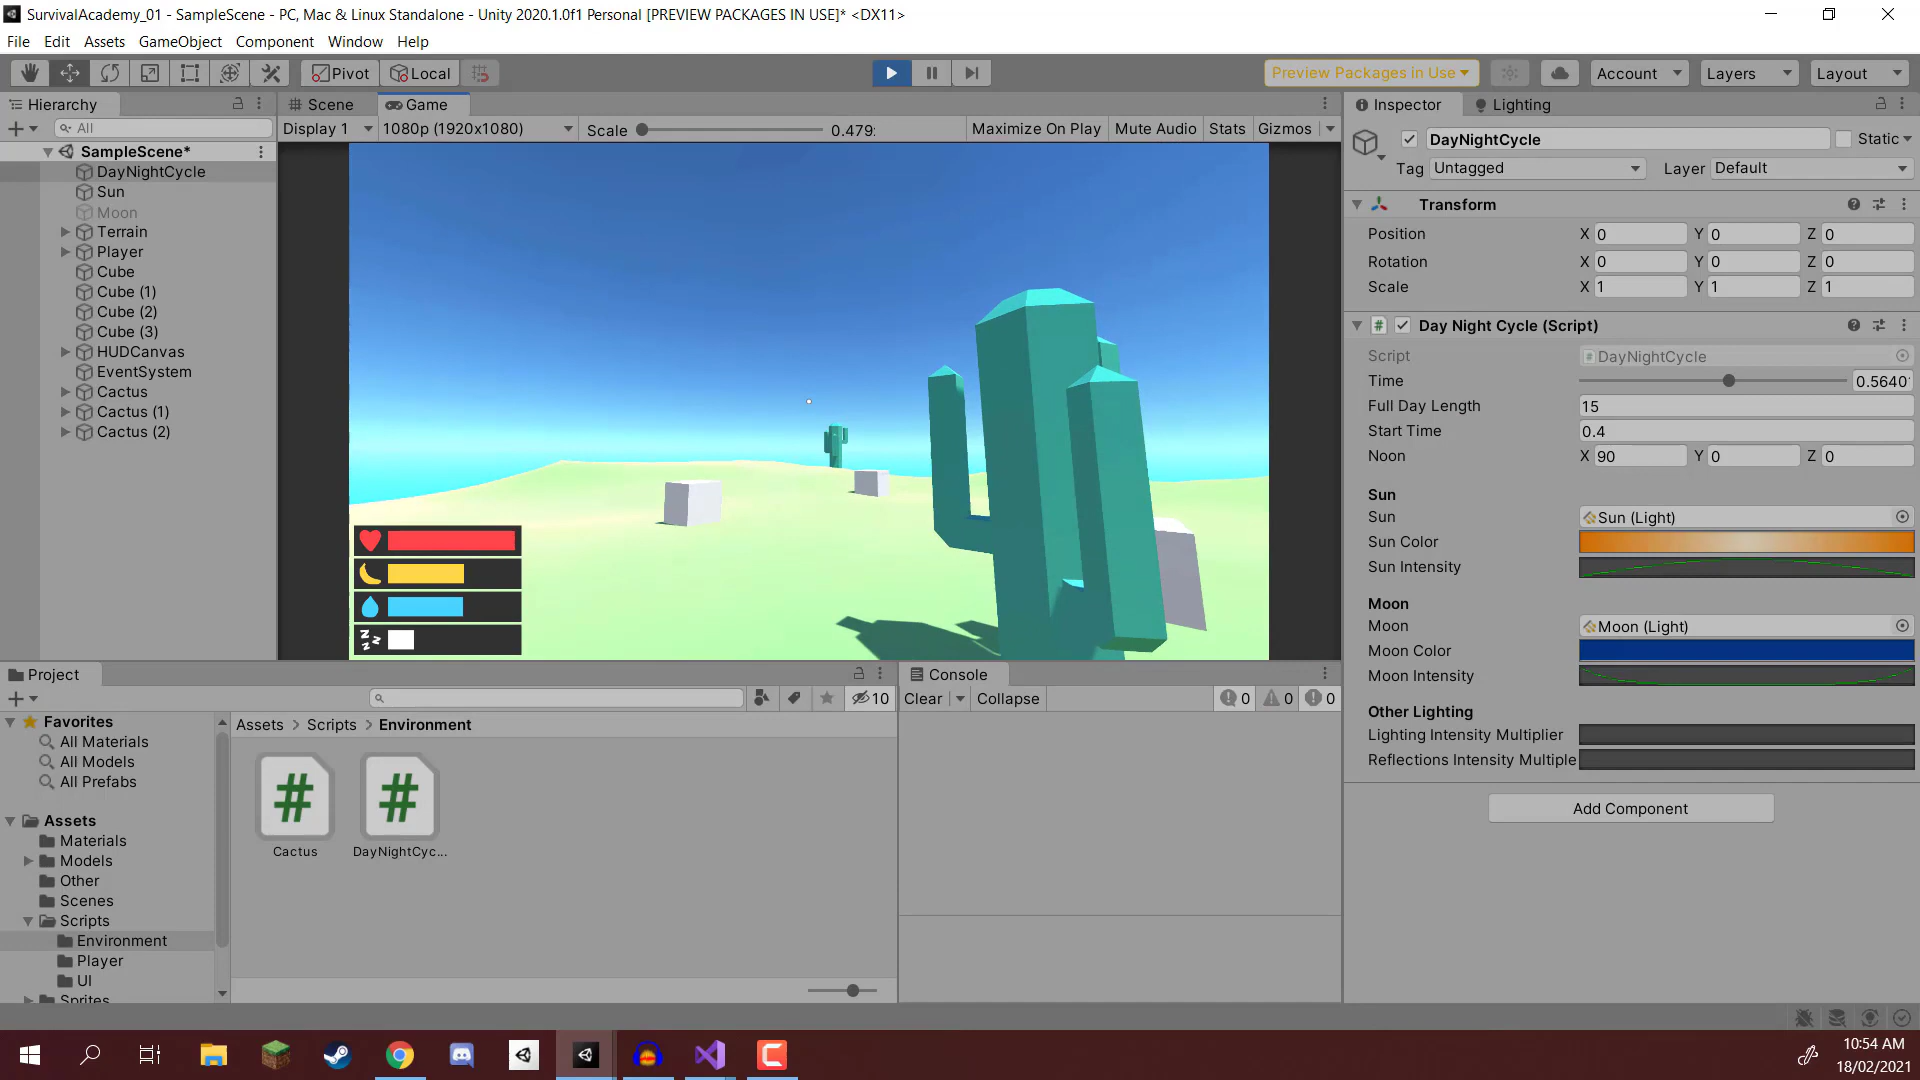 SurvivalAcademy_01 - SampleScene - PC, Mac & Linux Standalone - Unity 2020.1.0f1 Personal [PREVIEW PACKAGES IN USE]* <DX11>
File Edit Assets GameObject Component Window Help
Pivot Local Preview Packages in Use Account Layers Layout
Hierarchy
All
SampleScene*
DayNightCycle
Sun
Moon
Terrain
Player
Cube
Cube (1)
Cube (2)
Cube (3)
HUDCanvas
EventSystem
Cactus
Cactus (1)
Cactus (2)
Scene Game
Display 1 1080p (1920x1080) Scale 0.479: Maximize On Play Mute Audio Stats Gizmos
z z z
Inspector Lighting
DayNightCycle Static
Tag Untagged Layer Default
Transform
Position X 0 Y 0 Z 0
Rotation X 0 Y 0 Z 0
Scale X 1 Y 1 Z 1
# Day Night Cycle (Script)
Script DayNightCycle
Time 0.5640
Full Day Length 15
Start Time 0.4
Noon X 90 Y 0 Z 0
Sun
Sun Sun (Light)
Sun Color
Sun Intensity
Moon
Moon Moon (Light)
Moon Color
Moon Intensity
Other Lighting
Lighting Intensity Multiplier
Reflections Intensity Multiple
Add Component
Project
10
Favorites
All Materials
All Models
All Prefabs
Assets
Materials
Models
Other
Scenes
Scripts
Environment
Player
UI
Sprites
Assets > Scripts > Environment
# #
Cactus DayNightCyc...
Console
Clear Collapse 0 0 0
10:54 AM
18/02/2021